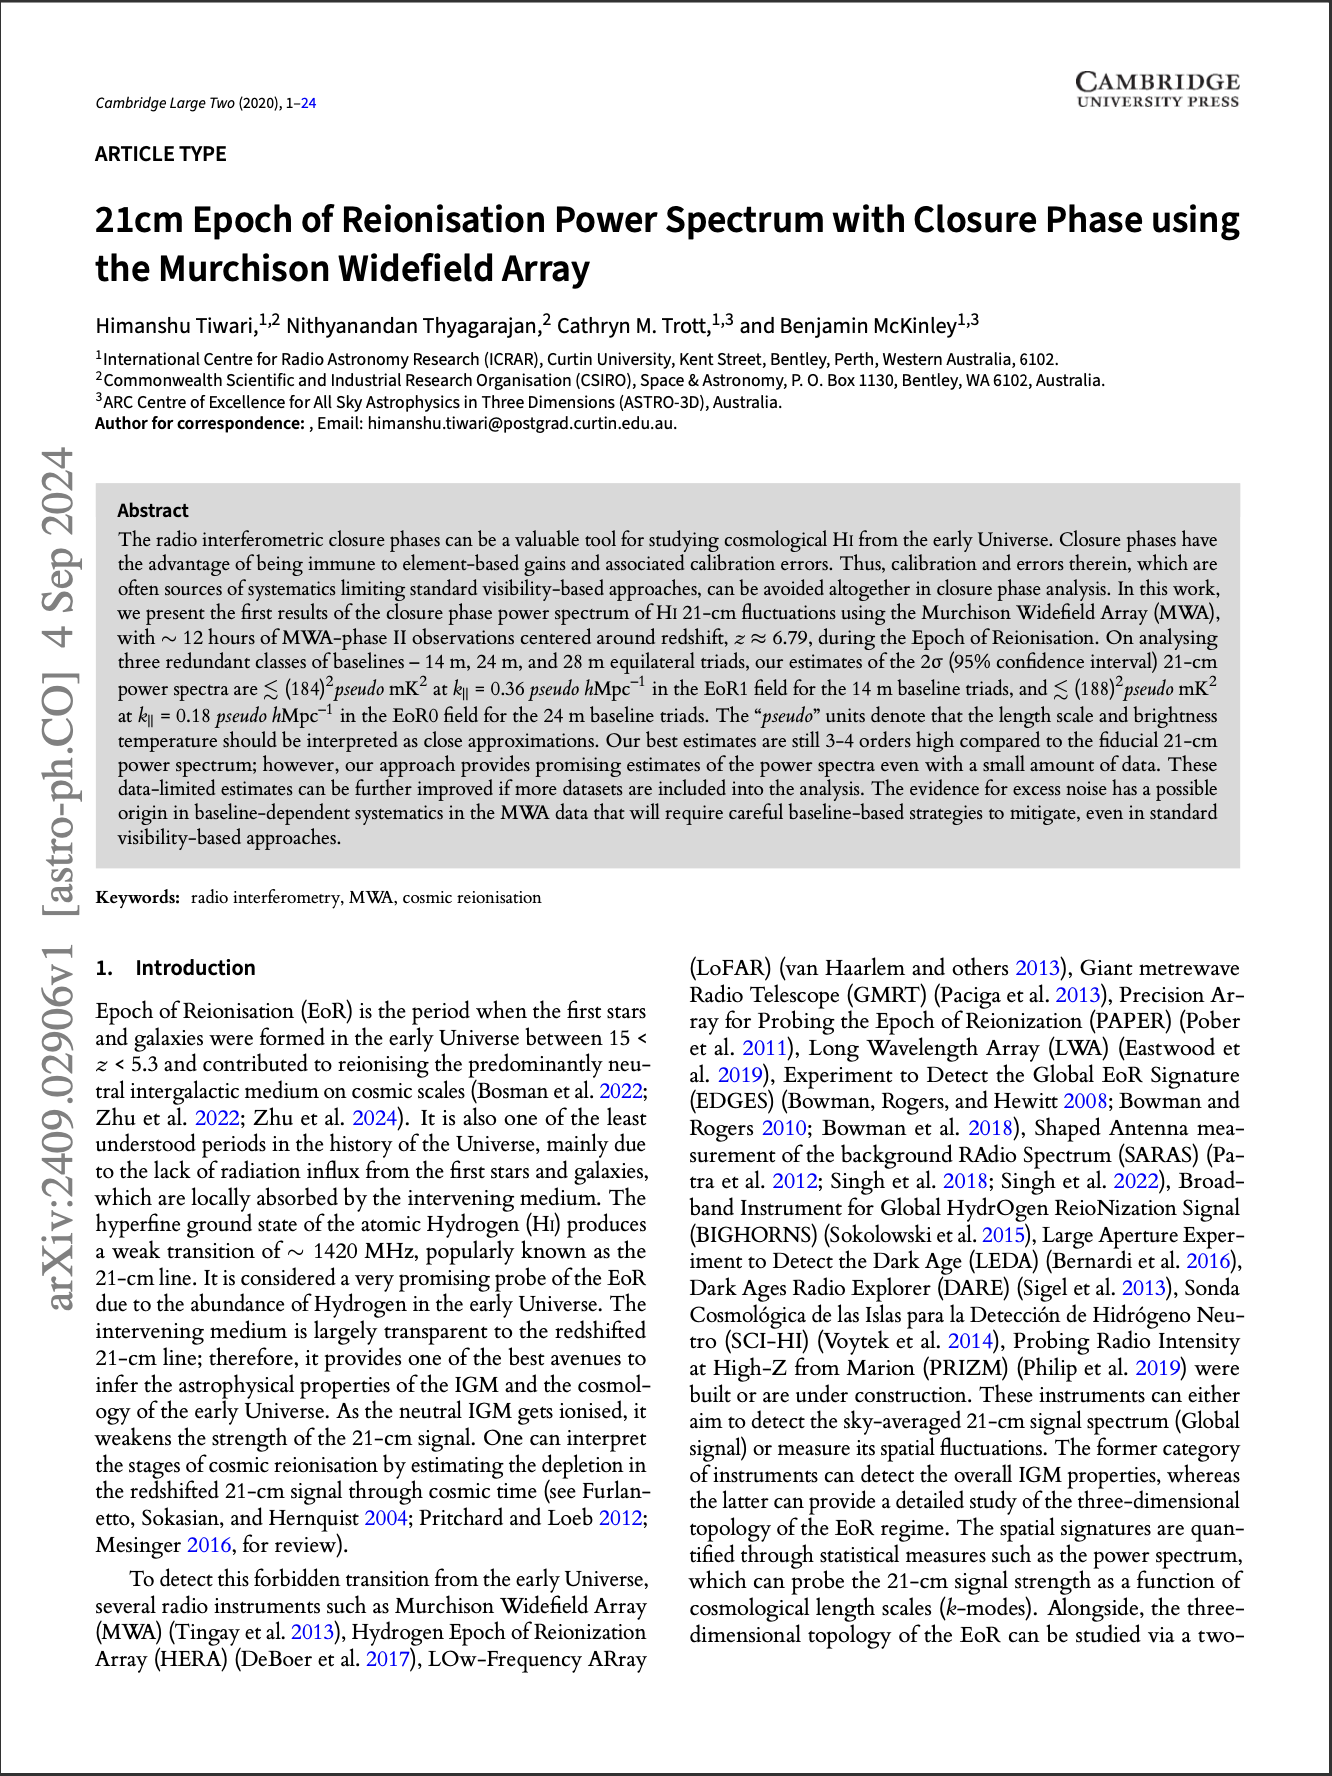 Cambridge Large Two (2020), 1–24
CAMBRIDGE
UNIVERSITY PRESS
ARTICLE TYPE
21cm Epoch of Reionisation Power Spectrum with Closure Phase using
the Murchison Widefield Array
Himanshu Tiwari,1,2 Nithyanandan Thyagarajan,2 Cathryn M. Trott,1,3 and Benjamin McKinley1,3
1International Centre for Radio Astronomy Research (ICRAR), Curtin University, Kent Street, Bentley, Perth, Western Australia, 6102.
2Commonwealth Scientific and Industrial Research Organisation (CSIRO), Space & Astronomy, P. O. Box 1130, Bentley, WA 6102, Australia.
3ARC Centre of Excellence for All Sky Astrophysics in Three Dimensions (ASTRO-3D), Australia.
Author for correspondence: , Email: himanshu.tiwari@postgrad.curtin.edu.au.
arXiv:2409.02906v1 [astro-ph.CO] 4 Sep 2024
Abstract
The radio interferometric closure phases can be a valuable tool for studying cosmological HI from the early Universe. Closure phases have
the advantage of being immune to element-based gains and associated calibration errors. Thus, calibration and errors therein, which are
often sources of systematics limiting standard visibility-based approaches, can be avoided altogether in closure phase analysis. In this work,
we present the first results of the closure phase power spectrum of HI 21-cm fluctuations using the Murchison Widefield Array (MWA),
with ∼ 12 hours of MWA-phase II observations centered around redshift, z ≈ 6.79, during the Epoch of Reionisation. On analysing
three redundant classes of baselines – 14 m, 24 m, and 28 m equilateral triads, our estimates of the 2σ (95% confidence interval) 21-cm
power spectra are ≲ (184)²pseudo mK² at k|| = 0.36 pseudo hMpc⁻¹ in the EoR1 field for the 14 m baseline triads, and ≲ (188)²pseudo mK²
at k|| = 0.18 pseudo hMpc⁻¹ in the EoR0 field for the 24 m baseline triads. The “pseudo” units denote that the length scale and brightness
temperature should be interpreted as close approximations. Our best estimates are still 3-4 orders high compared to the fiducial 21-cm
power spectrum; however, our approach provides promising estimates of the power spectra even with a small amount of data. These
data-limited estimates can be further improved if more datasets are included into the analysis. The evidence for excess noise has a possible
origin in baseline-dependent systematics in the MWA data that will require careful baseline-based strategies to mitigate, even in standard
visibility-based approaches.
Keywords: radio interferometry, MWA, cosmic reionisation
1. Introduction
Epoch of Reionisation (EoR) is the period when the first stars
and galaxies were formed in the early Universe between 15 <
z < 5.3 and contributed to reionising the predominantly neu-
tral intergalactic medium on cosmic scales (Bosman et al. 2022;
Zhu et al. 2022; Zhu et al. 2024). It is also one of the least
understood periods in the history of the Universe, mainly due
to the lack of radiation influx from the first stars and galaxies,
which are locally absorbed by the intervening medium. The
hyperfine ground state of the atomic Hydrogen (HI) produces
a weak transition of ∼ 1420 MHz, popularly known as the
21-cm line. It is considered a very promising probe of the EoR
due to the abundance of Hydrogen in the early Universe. The
intervening medium is largely transparent to the redshifted
21-cm line; therefore, it provides one of the best avenues to
infer the astrophysical properties of the IGM and the cosmol-
ogy of the early Universe. As the neutral IGM gets ionised, it
weakens the strength of the 21-cm signal. One can interpret
the stages of cosmic reionisation by estimating the depletion in
the redshifted 21-cm signal through cosmic time (see Furlan-
etto, Sokasian, and Hernquist 2004; Pritchard and Loeb 2012;
Mesinger 2016, for review).
To detect this forbidden transition from the early Universe,
several radio instruments such as Murchison Widefield Array
(MWA) (Tingay et al. 2013), Hydrogen Epoch of Reionization
Array (HERA) (DeBoer et al. 2017), LOw-Frequency ARray
(LoFAR) (van Haarlem and others 2013), Giant metrewave
Radio Telescope (GMRT) (Paciga et al. 2013), Precision Ar-
ray for Probing the Epoch of Reionization (PAPER) (Pober
et al. 2011), Long Wavelength Array (LWA) (Eastwood et
al. 2019), Experiment to Detect the Global EoR Signature
(EDGES) (Bowman, Rogers, and Hewitt 2008; Bowman and
Rogers 2010; Bowman et al. 2018), Shaped Antenna mea-
surement of the background RAdio Spectrum (SARAS) (Pa-
tra et al. 2012; Singh et al. 2018; Singh et al. 2022), Broad-
band Instrument for Global HydrOgen ReioNization Signal
(BIGHORNS) (Sokolowski et al. 2015), Large Aperture Exper-
iment to Detect the Dark Age (LEDA) (Bernardi et al. 2016),
Dark Ages Radio Explorer (DARE) (Sigel et al. 2013), Sonda
Cosmológica de las Islas para la Detección de Hidrógeno Neu-
tro (SCI-HI) (Voytek et al. 2014), Probing Radio Intensity
at High-Z from Marion (PRIZM) (Philip et al. 2019) were
built or are under construction. These instruments can either
aim to detect the sky-averaged 21-cm signal spectrum (Global
signal) or measure its spatial fluctuations. The former category
of instruments can detect the overall IGM properties, whereas
the latter can provide a detailed study of the three-dimensional
topology of the EoR regime. The spatial signatures are quan-
tified through statistical measures such as the power spectrum,
which can probe the 21-cm signal strength as a function of
cosmological length scales (k-modes). Alongside, the three-
dimensional topology of the EoR can be studied via a two-